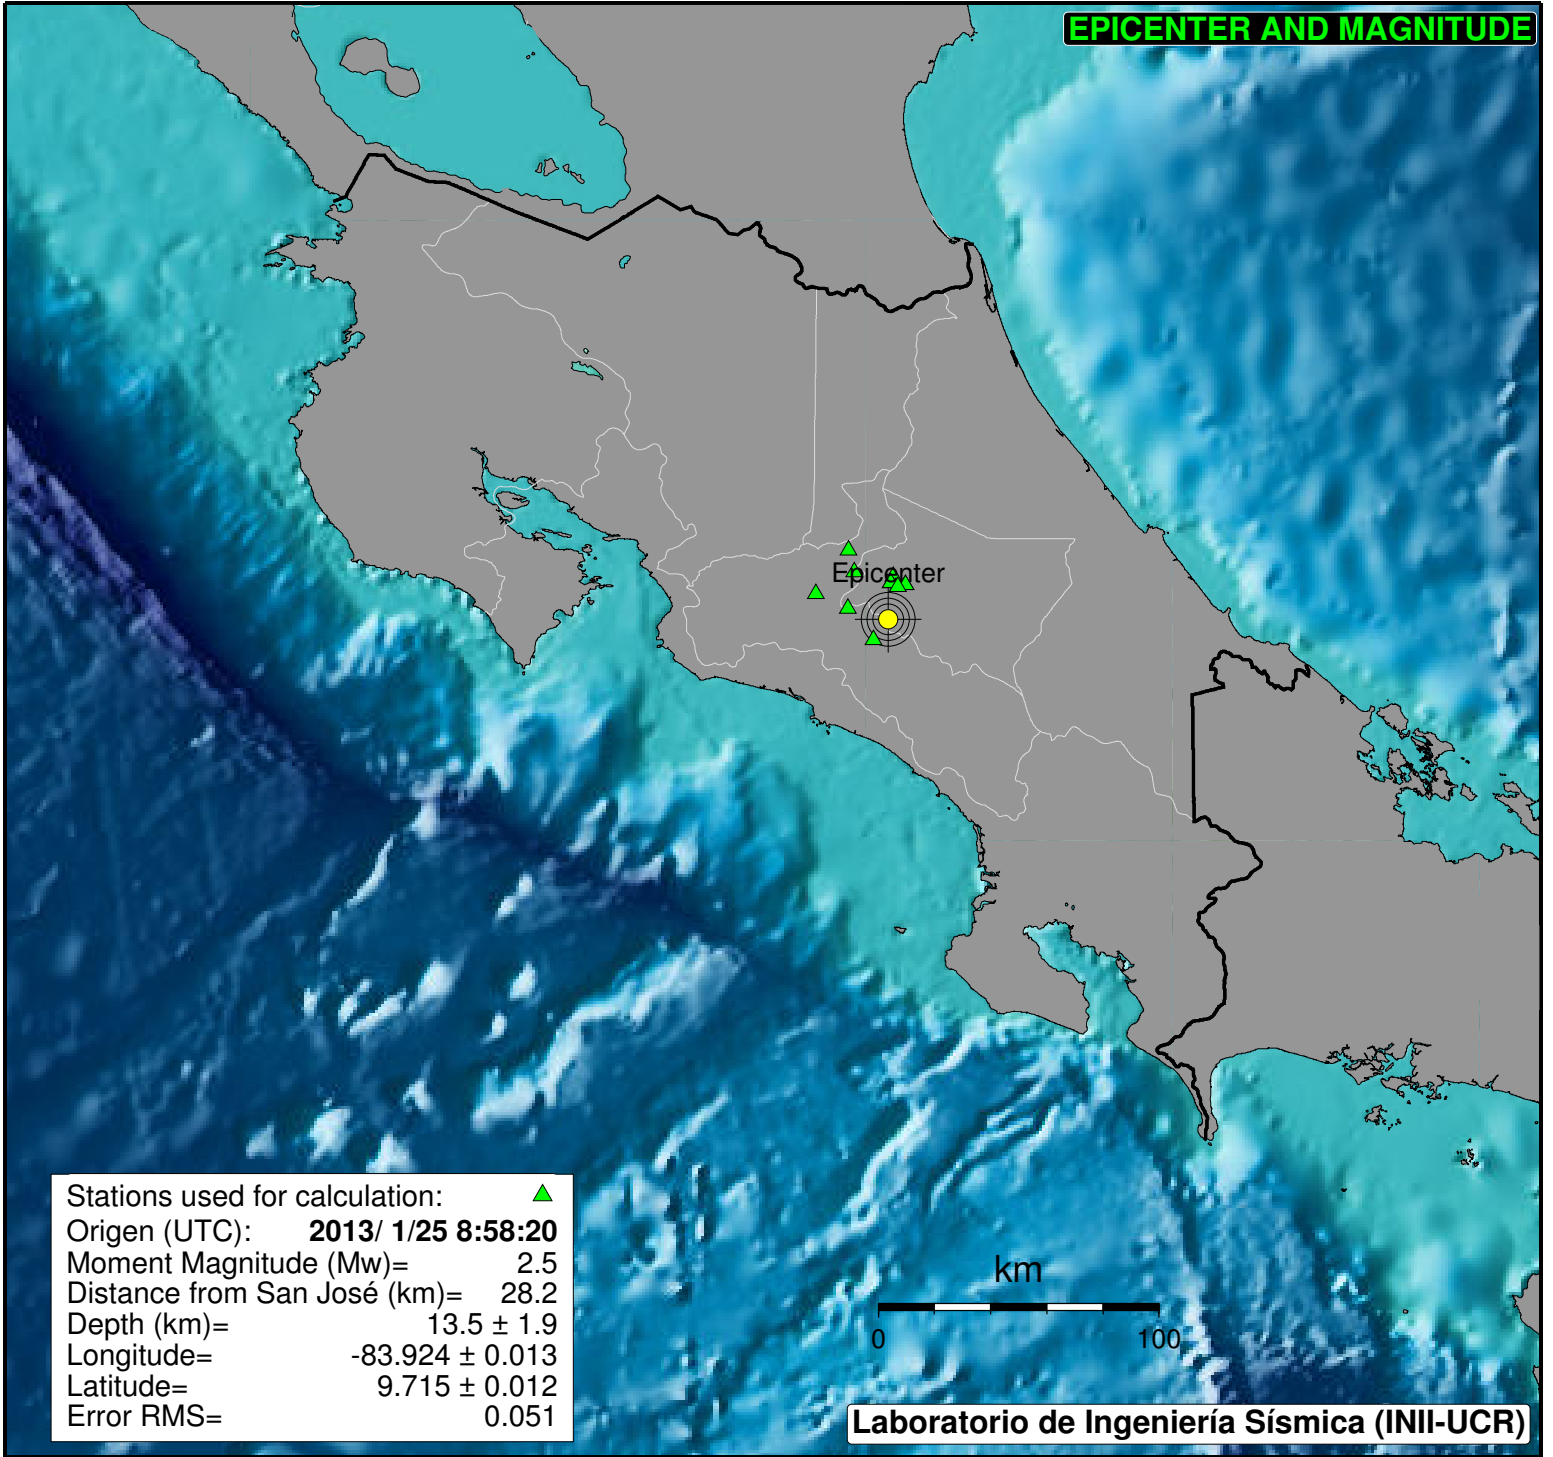 EPICENTER AND MAGNITUDE
Epicenter
Stations used for calculation:
Origen (UTC): 2013/ 1/25 8:58:20
Moment Magnitude (Mw)= 2.5
Distance from San José (km)= 28.2
Depth (km)= 13.5 ± 1.9
Longitude= -83.924 ± 0.013
Latitude= 9.715 ± 0.012
Error RMS= 0.051
km
0 100
Laboratorio de Ingeniería Sísmica (INII-UCR)